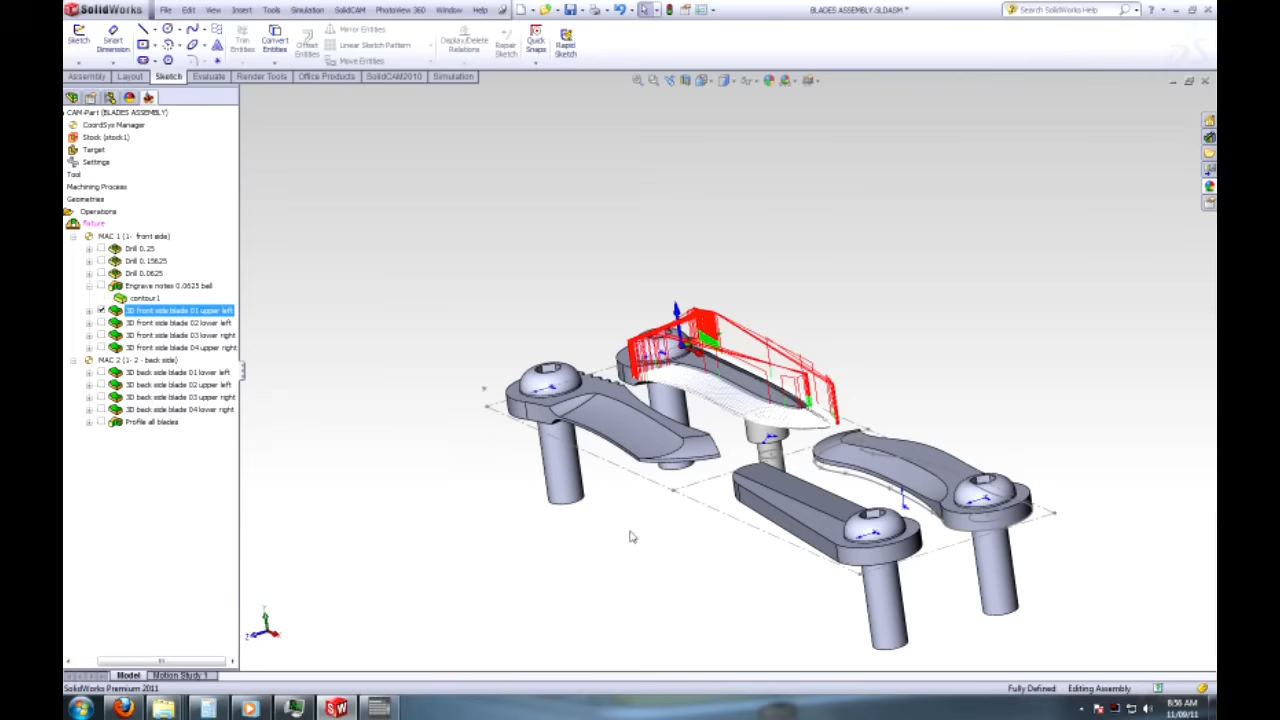 SolidWorks File Edit View Insert Tools SolidCAM PhotoView 360 Window Help BLADES ASSEMBLY.SLDASM * Search SolidWorks Help
Sketch Smart Dimension Trim Entities Convert Entities Offset Entities Mirror Entities Linear Sketch Pattern Move Entities Display/Delete Relations Repair Sketch Quick Snaps Rapid Sketch
Assembly Layout Sketch Evaluate Render Tools Office Products SolidCAM2010 Simulation
CAM-Part (BLADES ASSEMBLY)
CoordSys Manager
Stock (stock1)
Target
Settings
Tool
Machining Process
Geometries
Operations
Fixture
MAC 1 (1- front side)
Drill 0.25
Drill 0.15625
Drill 0.0625
Engrave notes 0.0625 ball
contour1
3D front side blade 01 upper left
3D front side blade 02 lower left
3D front side blade 03 lower right
3D front side blade 04 upper right
MAC 2 (1- 2 - back side)
3D back side blade 01 lower left
3D back side blade 02 upper left
3D back side blade 03 upper right
3D back side blade 04 lower right
Profile all blades
Model Motion Study 1
SolidWorks Premium 2011 Fully Defined Editing Assembly
8:56 AM
11/09/11